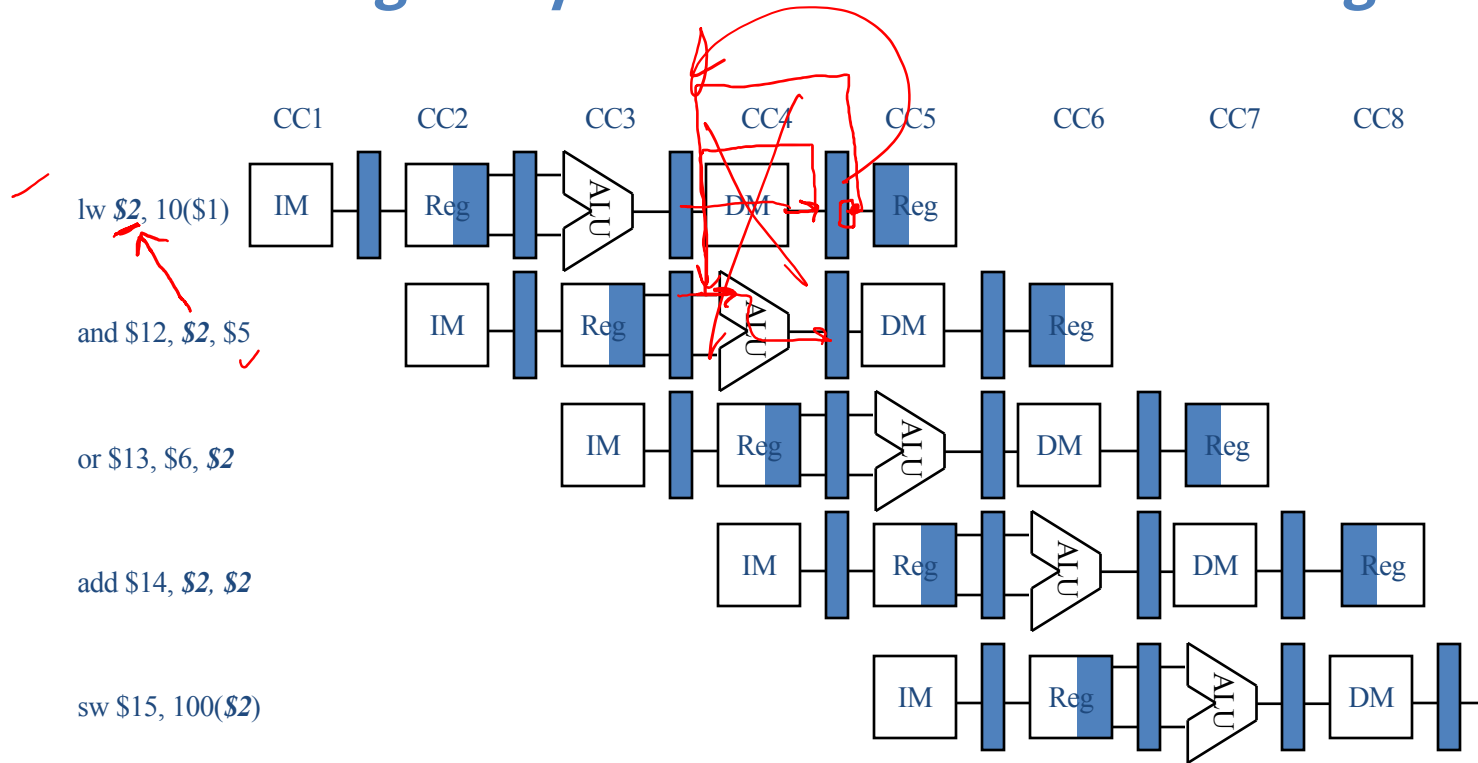 CC1 CC2 CC3 CC4 CC5 CC6 CC7 CC8
lw $2, 10($1) IM Reg ALU DM Reg
and $12, $2, $5 IM Reg ALU DM Reg
or $13, $6, $2 IM Reg ALU DM Reg
add $14, $2, $2 IM Reg ALU DM Reg
sw $15, 100($2) IM Reg ALU DM